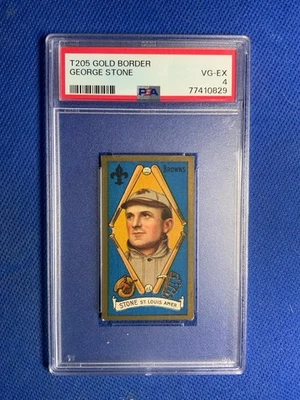 T205 GOLD BORDER
GEORGE STONE
VG-EX
4
PSA
77410829
BROWNS
STONE ST. LOUIS AMER.